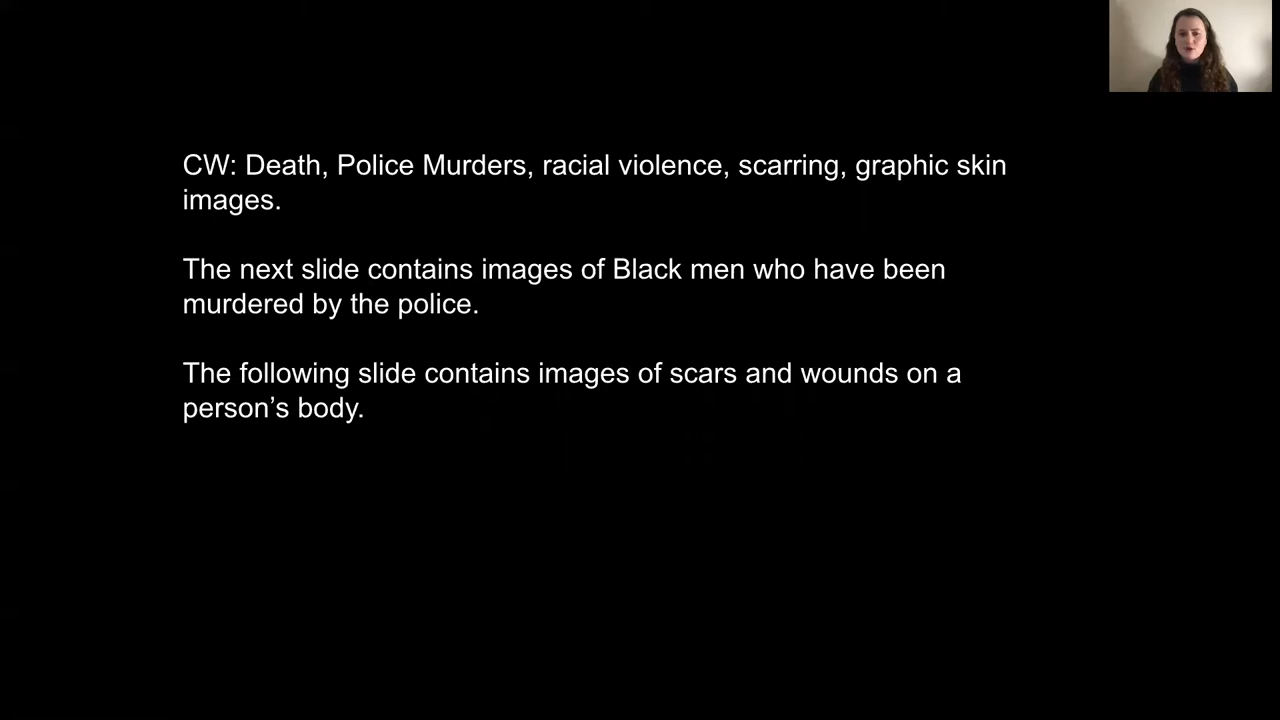 CW: Death, Police Murders, racial violence, scarring, graphic skin
images.
The next slide contains images of Black men who have been
murdered by the police.
The following slide contains images of scars and wounds on a
person’s body.